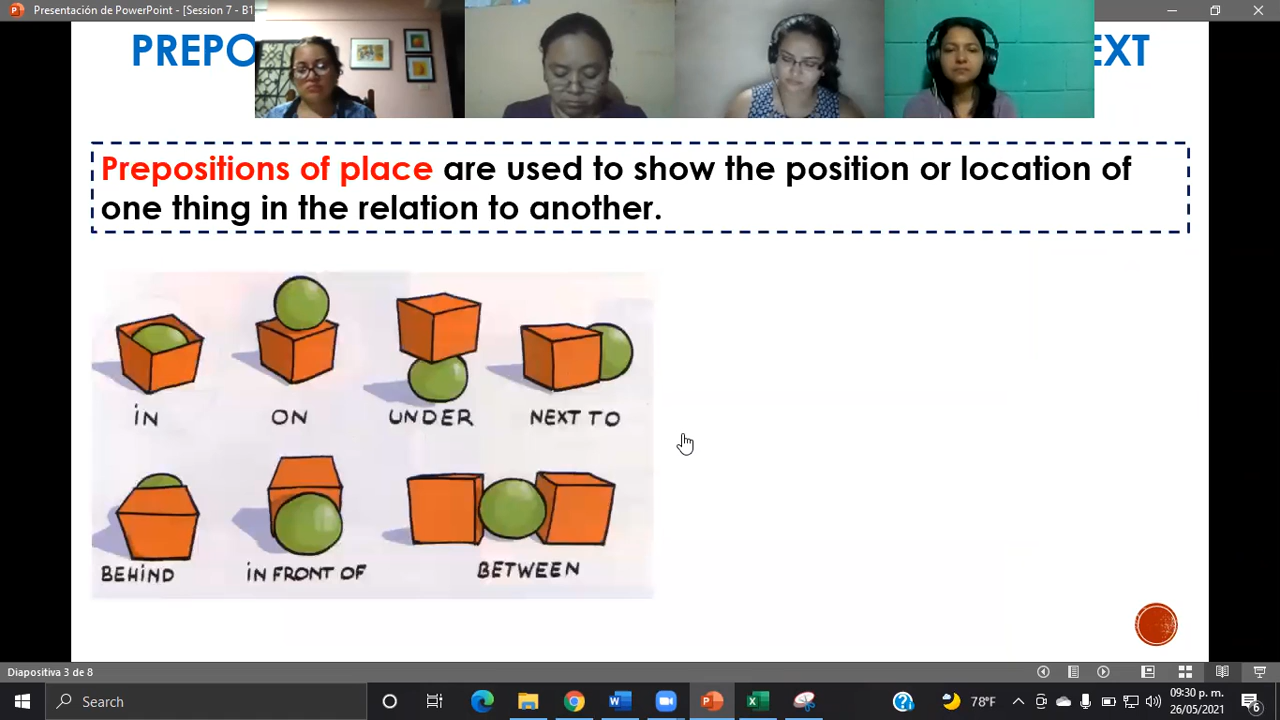 Presentación de PowerPoint - [Session 7 - B1
PREPO
EXT
Prepositions of place are used to show the position or location of
one thing in the relation to another.
iN
ON
UNDER
NEXT TO
BEHiND
iN FRONT OF
BETWEEN
Diapositiva 3 de 8
Search
78°F
09:30 p. m.
26/05/2021
6